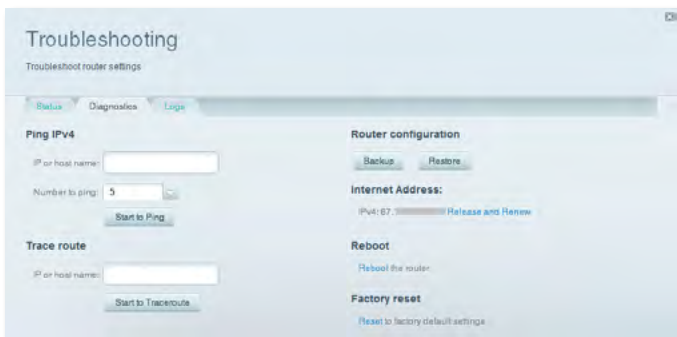 Troubleshooting
Troubleshoot router settings
Status
Diagnostics
Logs
Ping IPv4
IP or host name:
Number to ping: 5
Start to Ping
Trace route
IP or host name:
Start to Traceroute
Router configuration
Backup
Restore
Internet Address:
IPv4: 67. Release and Renew
Reboot
Reboot the router
Factory reset
Reset to factory default settings